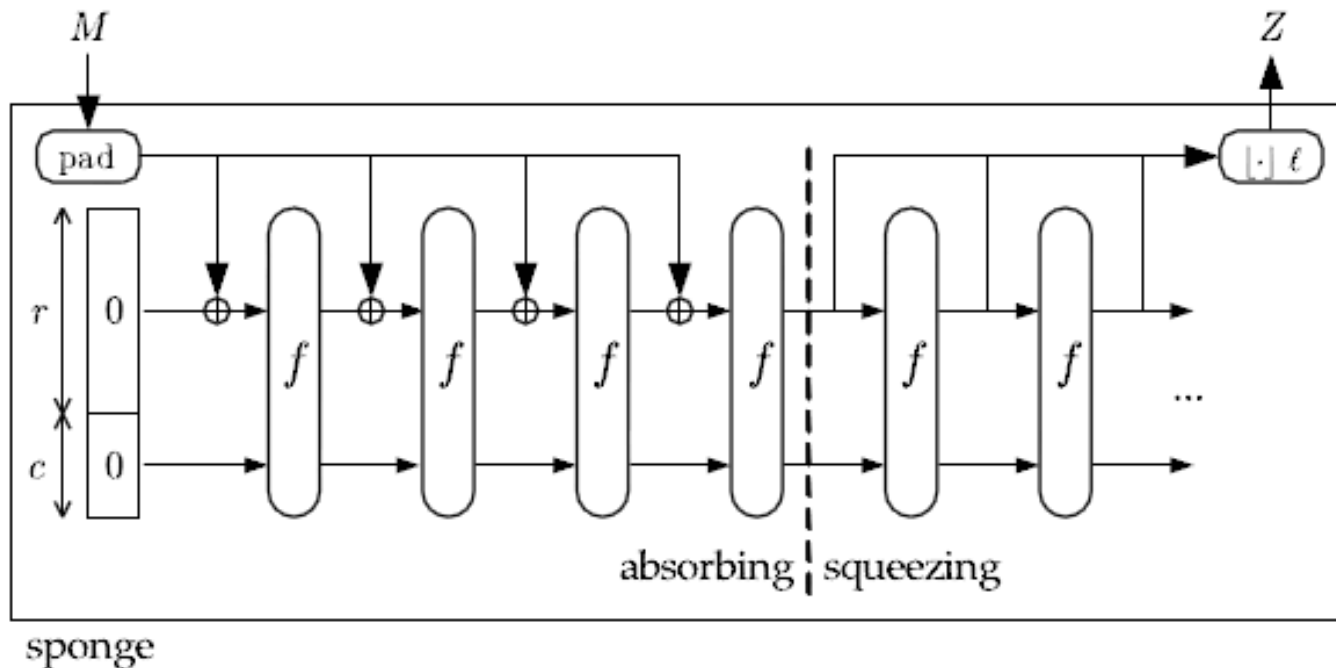 M Z
pad ⌊·⌋ ℓ
r 0 f f f f f f
c 0 ...
absorbing squeezing
sponge